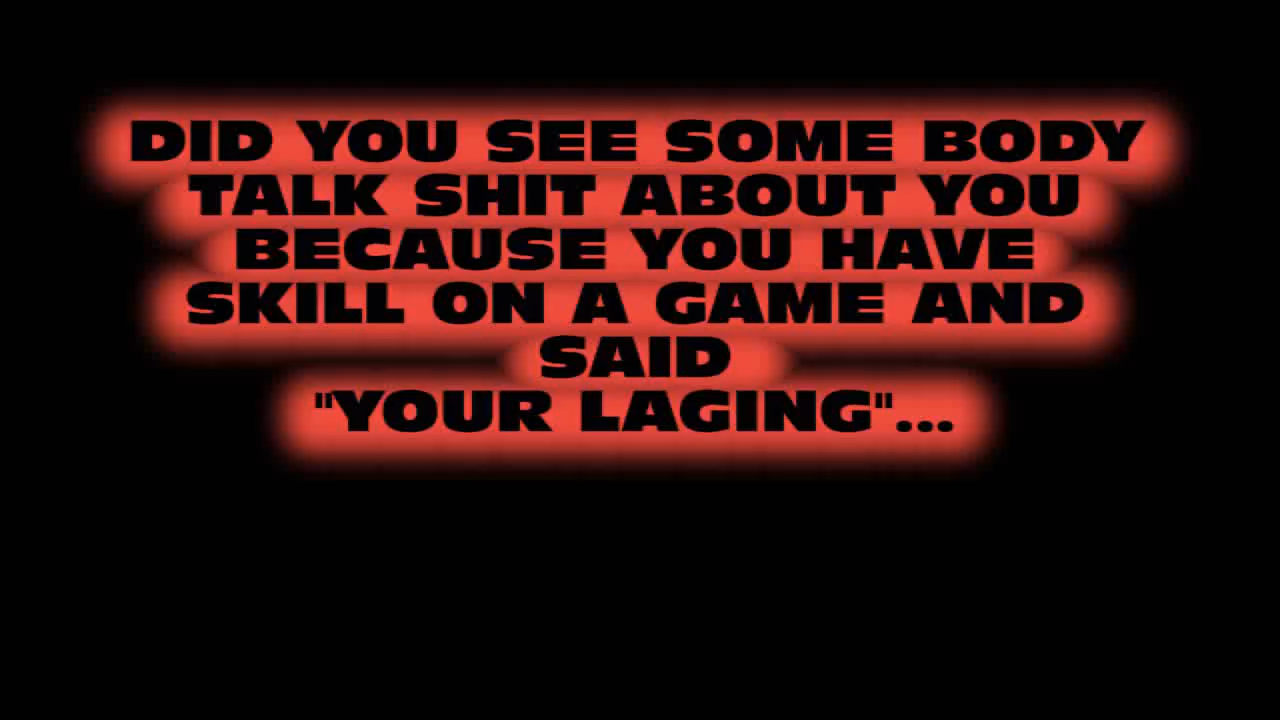 DID YOU SEE SOME BODY
TALK SHIT ABOUT YOU
BECAUSE YOU HAVE
SKILL ON A GAME AND
SAID
"YOUR LAGING"...